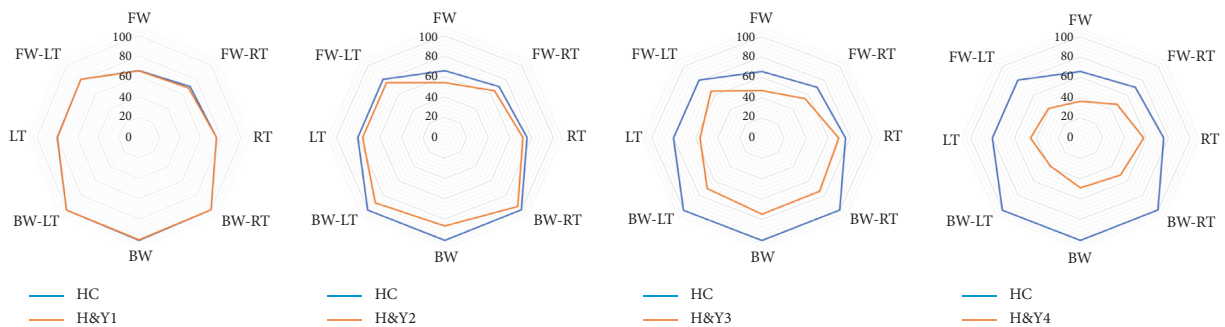 FW
100
FW-LT
FW-RT
80
60
40
20
LT
0
RT
BW-LT
BW-RT
BW
HC
H&Y1
FW
100
FW-LT
FW-RT
80
60
40
20
LT
0
RT
BW-LT
BW-RT
BW
HC
H&Y2
FW
100
FW-LT
FW-RT
80
60
40
20
LT
0
RT
BW-LT
BW-RT
BW
HC
H&Y3
FW
100
FW-LT
FW-RT
80
60
40
20
LT
0
RT
BW-LT
BW-RT
BW
HC
H&Y4